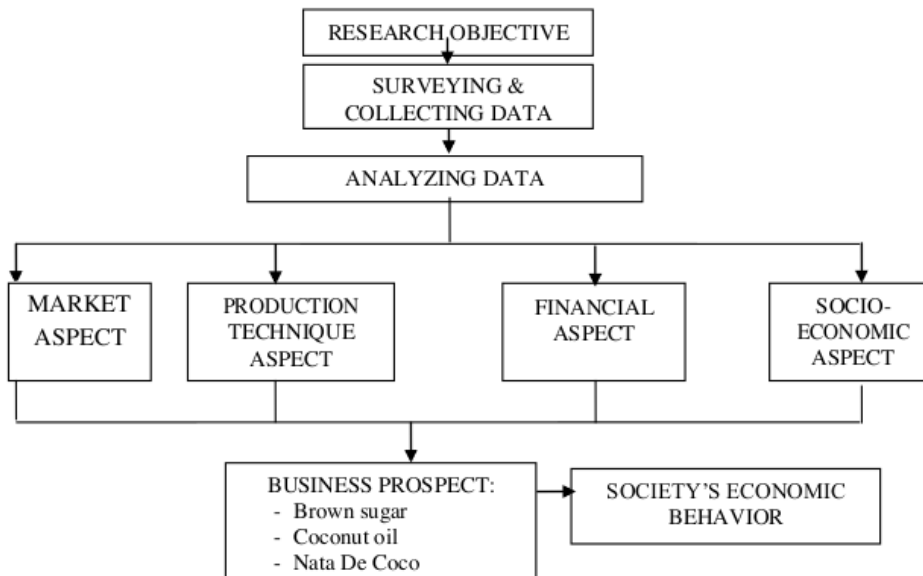 RESEARCH OBJECTIVE
SURVEYING &
COLLECTING DATA
ANALYZING DATA
MARKET
ASPECT
PRODUCTION
TECHNIQUE
ASPECT
FINANCIAL
ASPECT
SOCIO-
ECONOMIC
ASPECT
BUSINESS PROSPECT:
- Brown sugar
- Coconut oil
- Nata De Coco
SOCIETY'S ECONOMIC
BEHAVIOR